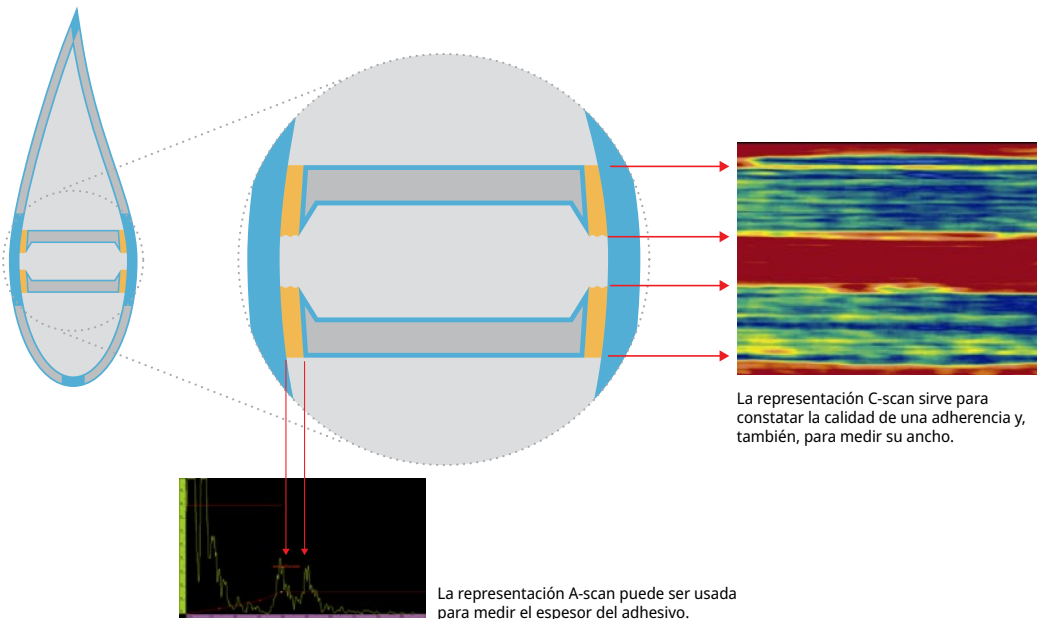 La representación C-scan sirve para
constatar la calidad de una adherencia y,
también, para medir su ancho.
La representación A-scan puede ser usada
para medir el espesor del adhesivo.